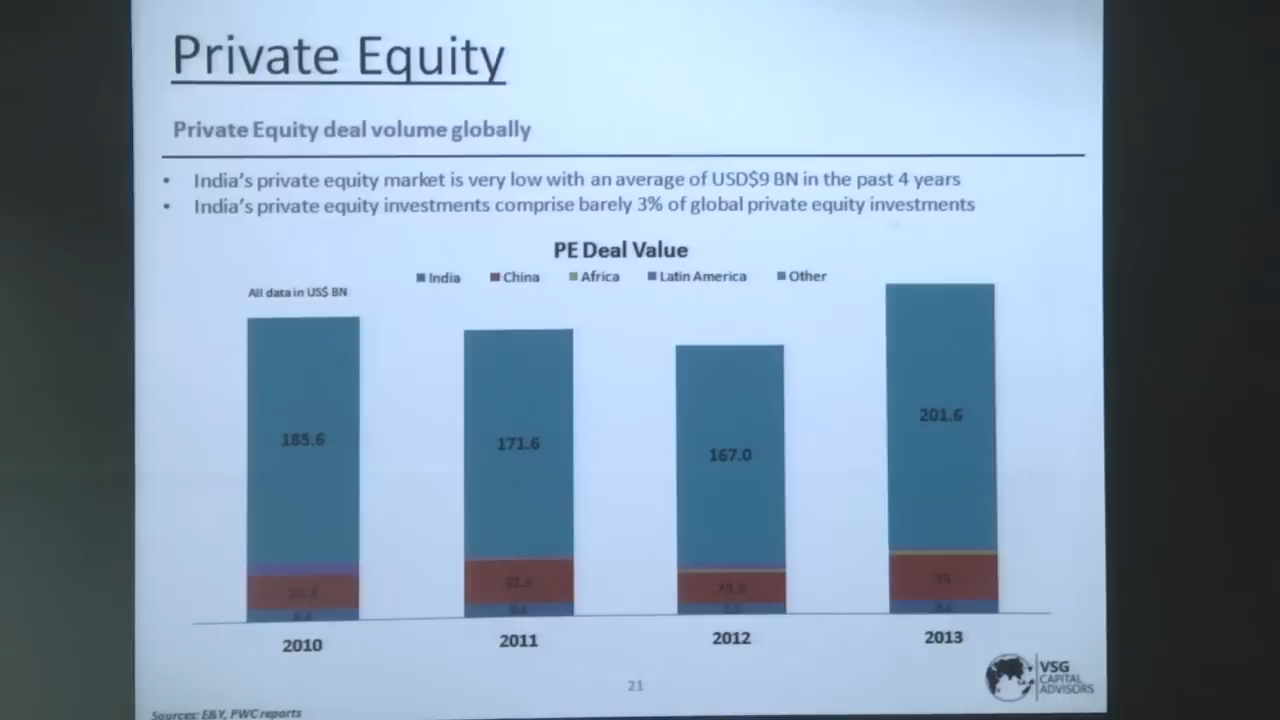 Private Equity
Private Equity deal volume globally
• India's private equity market is very low with an average of USD$9 BN in the past 4 years
• India's private equity investments comprise barely 3% of global private equity investments
PE Deal Value
India China Africa Latin America Other
All data in US$ BN
185.6 171.6 167.0 201.6
2010 2011 2012 2013
VSG
CAPITAL
ADVISORS
21
Sources: E&Y, PWC reports